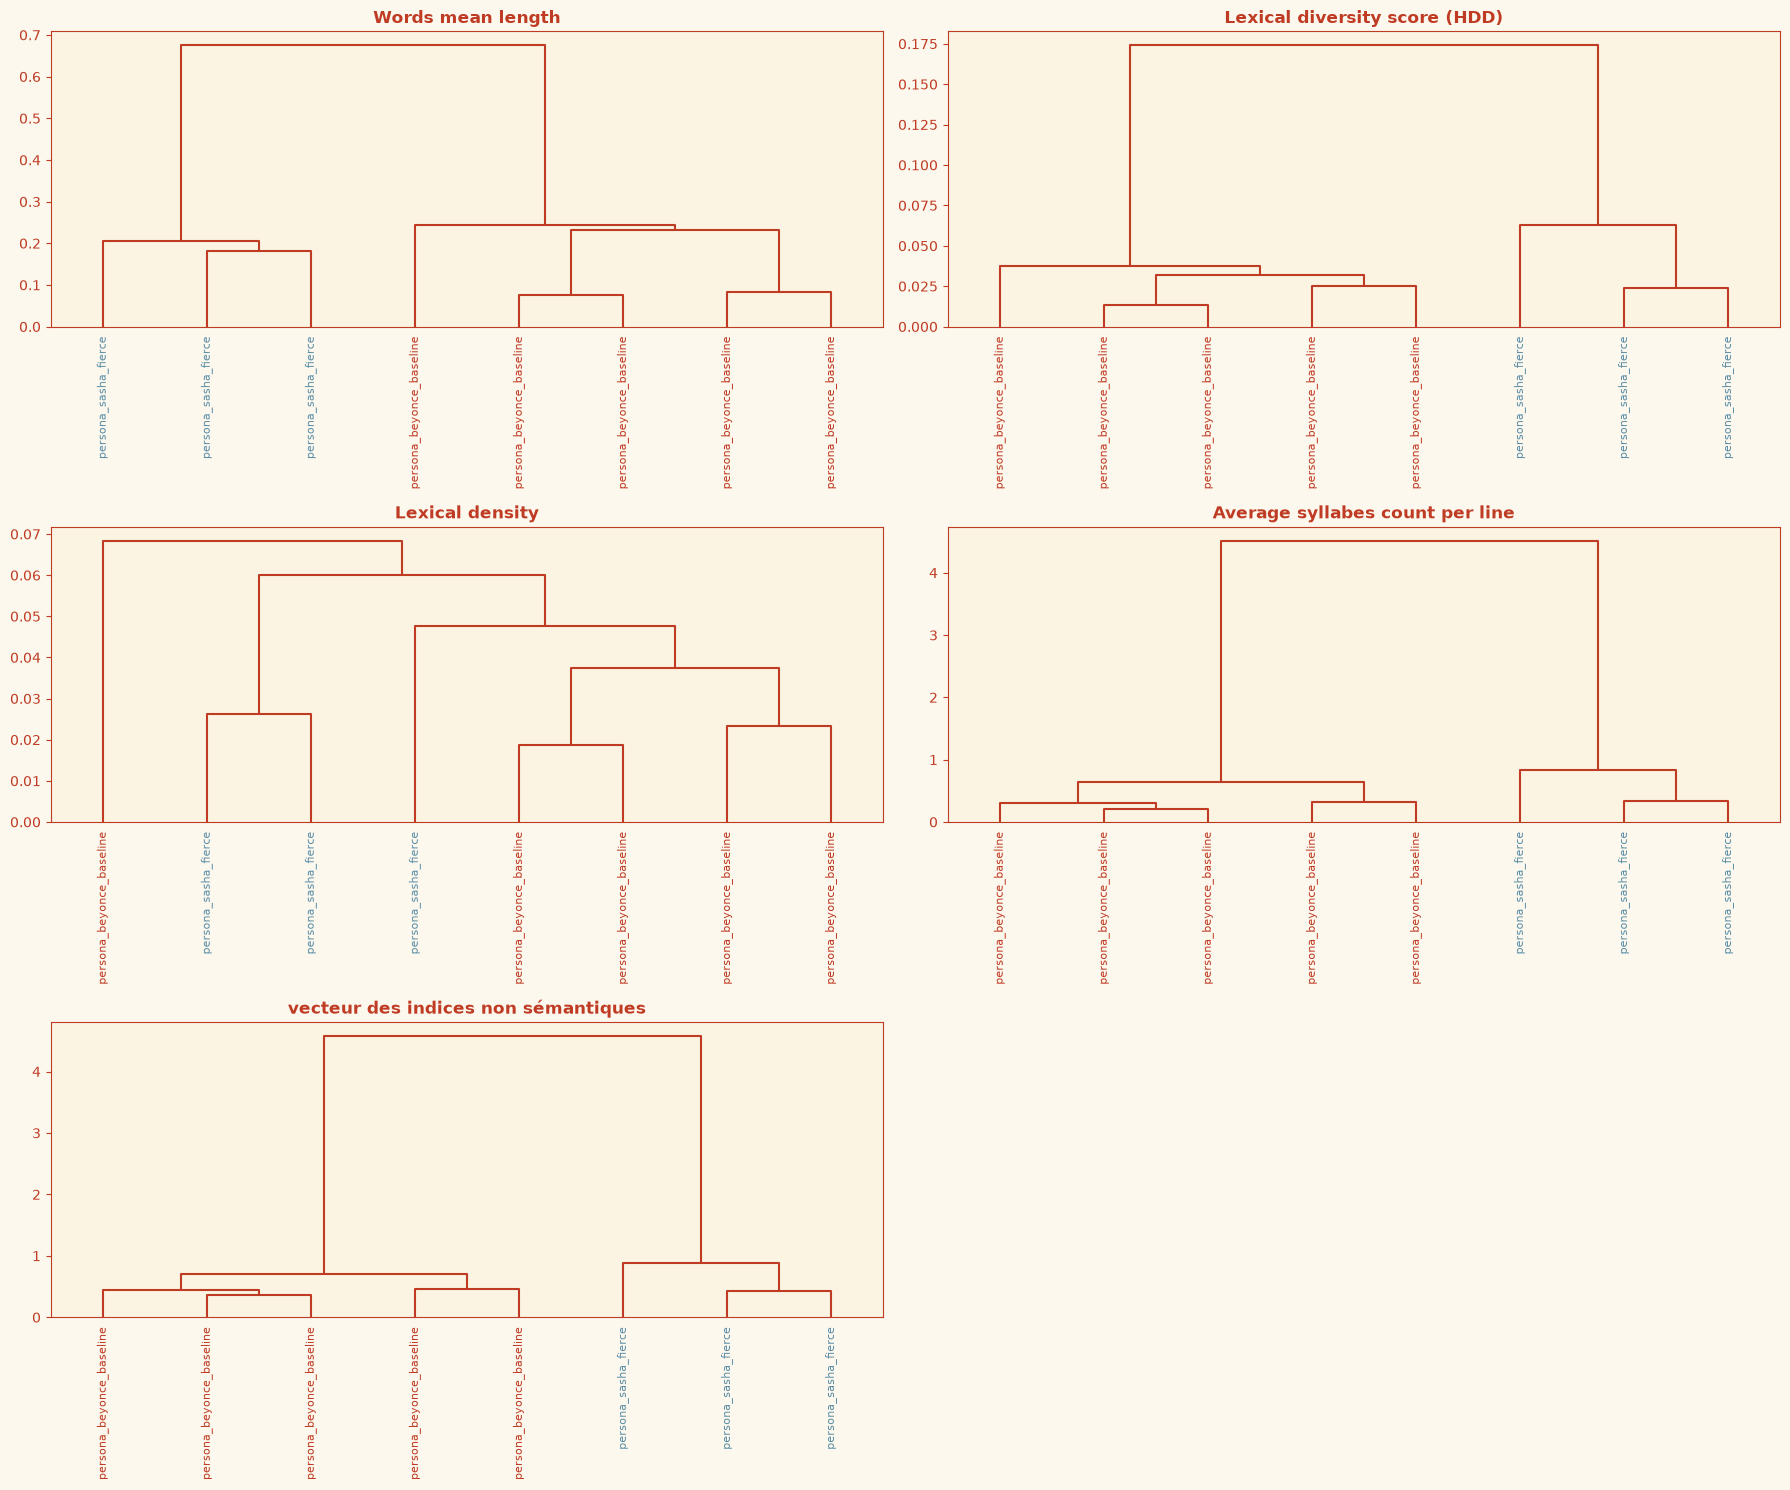 Words mean length
0.7
0.6
0.5
0.4
0.3
0.2
0.1
0.0
persona_sasha_fierce
persona_sasha_fierce
persona_sasha_fierce
persona_beyonce_baseline
persona_beyonce_baseline
persona_beyonce_baseline
persona_beyonce_baseline
persona_beyonce_baseline
Lexical diversity score (HDD)
0.175
0.150
0.125
0.100
0.075
0.050
0.025
0.000
persona_beyonce_baseline
persona_beyonce_baseline
persona_beyonce_baseline
persona_beyonce_baseline
persona_beyonce_baseline
persona_sasha_fierce
persona_sasha_fierce
persona_sasha_fierce
Lexical density
0.07
0.06
0.05
0.04
0.03
0.02
0.01
0.00
persona_beyonce_baseline
persona_sasha_fierce
persona_sasha_fierce
persona_sasha_fierce
persona_beyonce_baseline
persona_beyonce_baseline
persona_beyonce_baseline
persona_beyonce_baseline
Average syllabes count per line
4
3
2
1
0
persona_beyonce_baseline
persona_beyonce_baseline
persona_beyonce_baseline
persona_beyonce_baseline
persona_beyonce_baseline
persona_sasha_fierce
persona_sasha_fierce
persona_sasha_fierce
vecteur des indices non sémantiques
4
3
2
1
0
persona_beyonce_baseline
persona_beyonce_baseline
persona_beyonce_baseline
persona_beyonce_baseline
persona_beyonce_baseline
persona_sasha_fierce
persona_sasha_fierce
persona_sasha_fierce